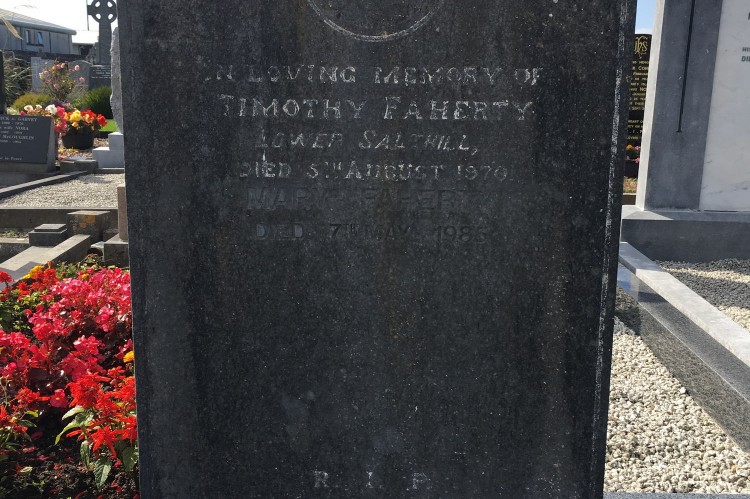 IN LOVING MEMORY OF
TIMOTHY FAHERTY
LOWER SALTHILL,
DIED 5TH AUGUST 1970.
MARY FAHERTY
DIED 7TH MAY 1986
R. I. P.